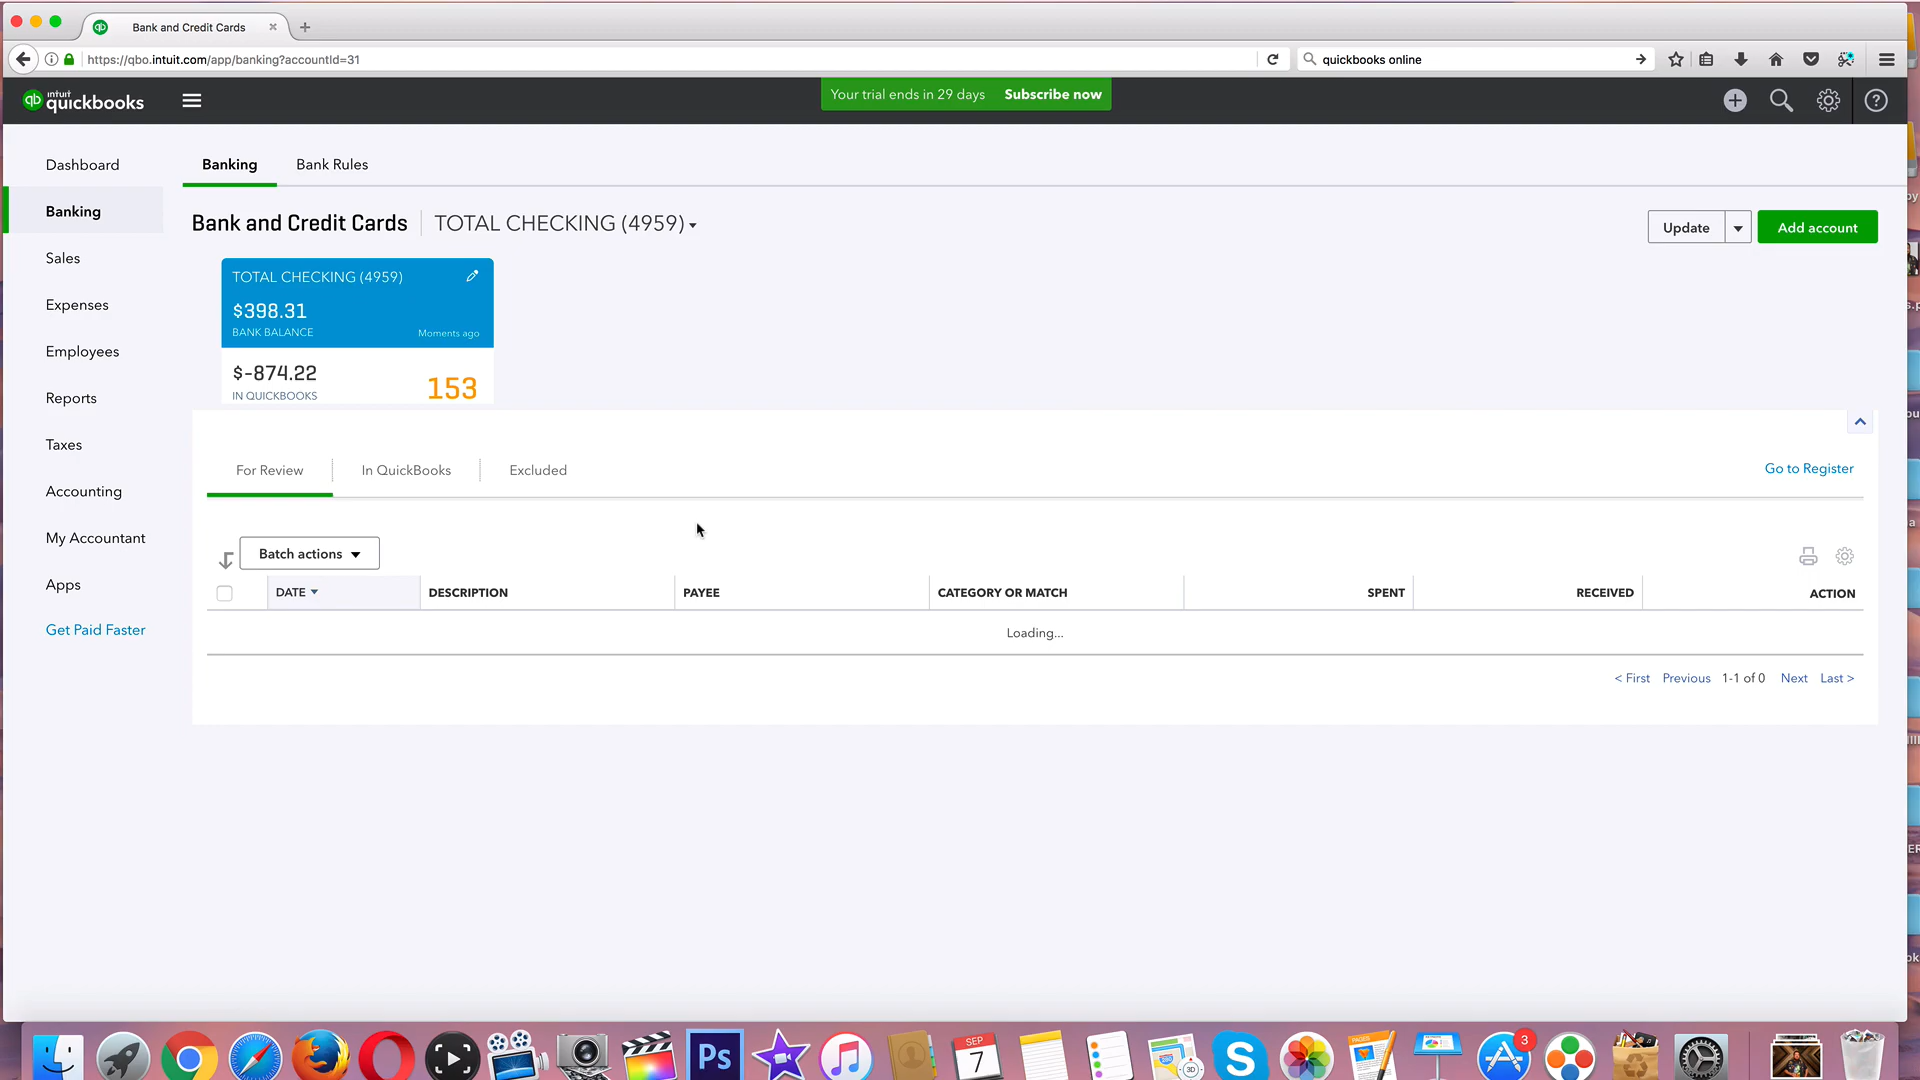 Bank and Credit Cards
https://qbo.intuit.com/app/banking?accountId=31
quickbooks online
intuit
quickbooks
Your trial ends in 29 days Subscribe now
Dashboard
Banking
Sales
Expenses
Employees
Reports
Taxes
Accounting
My Accountant
Apps
Get Paid Faster
Banking Bank Rules
Bank and Credit Cards TOTAL CHECKING (4959)
Update Add account
TOTAL CHECKING (4959)
$398.31
BANK BALANCE Moments ago
$-874.22 153
IN QUICKBOOKS
For Review In QuickBooks Excluded Go to Register
Batch actions
DATE DESCRIPTION PAYEE CATEGORY OR MATCH SPENT RECEIVED ACTION
Loading...
< First Previous 1-1 of 0 Next Last >
Ps
SEP
7
PAGES
3D
S
3